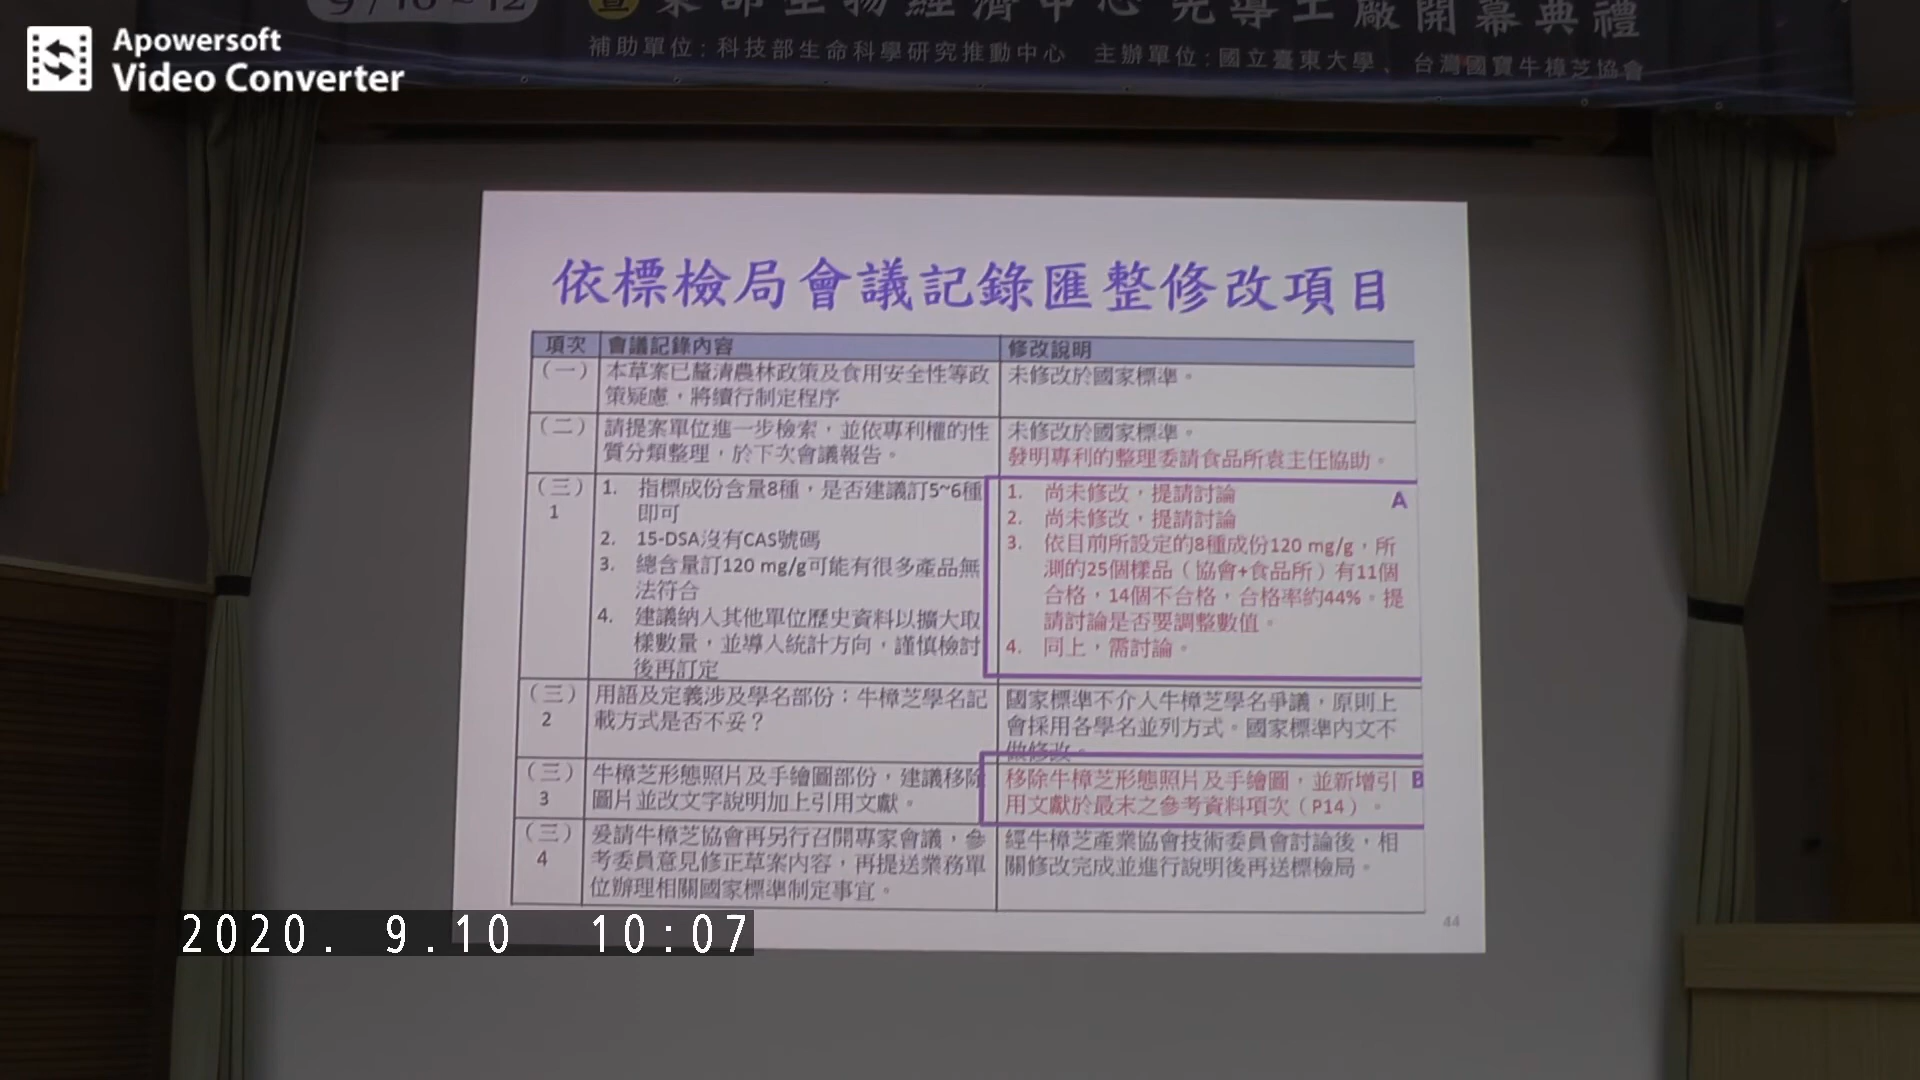 Apowersoft
Video Converter
9/10~12
東部生物經濟中心先導工廠開幕典禮
補助單位：科技部生命科學研究推動中心 主辦單位：國立臺東大學、台灣國寶牛樟芝協會
依標檢局會議記錄匯整修改項目
項次 會議記錄內容 修改說明
（一） 本草案已釐清農林政策及食用安全性等政
策疑慮，將續行制定程序
未修改於國家標準。
（二） 請提案單位進一步檢索，並依專利權的性
質分類整理，於下次會議報告。
未修改於國家標準。
發明專利的整理委請食品所袁主任協助。
（三）
1
1. 指標成份含量8種，是否建議訂5~6種
即可
2. 15-DSA沒有CAS號碼
3. 總含量訂120 mg/g可能有很多產品無
法符合
4. 建議納入其他單位歷史資料以擴大取
樣數量，並導入統計方向，謹慎檢討
後再訂定
A
1. 尚未修改，提請討論
2. 尚未修改，提請討論
3. 依目前所設定的8種成份120 mg/g，所
測的25個樣品（協會+食品所）有11個
合格，14個不合格，合格率約44%。提
請討論是否要調整數值。
4. 同上，需討論。
（三）
2
用語及定義涉及學名部份：牛樟芝學名記
載方式是否不妥？
國家標準不介入牛樟芝學名爭議，原則上
會採用各學名並列方式。國家標準內文不
做修改。
（三）
3
牛樟芝形態照片及手繪圖部份，建議移除
圖片並改文字說明加上引用文獻。
B
移除牛樟芝形態照片及手繪圖，並新增引
用文獻於最末之參考資料項次（P14）。
（三）
4
爰請牛樟芝協會再另行召開專家會議，參
考委員意見修正草案內容，再提送業務單
位辦理相關國家標準制定事宜。
經牛樟芝產業協會技術委員會討論後，相
關修改完成並進行說明後再送標檢局。
44
2020. 9.10 10:07